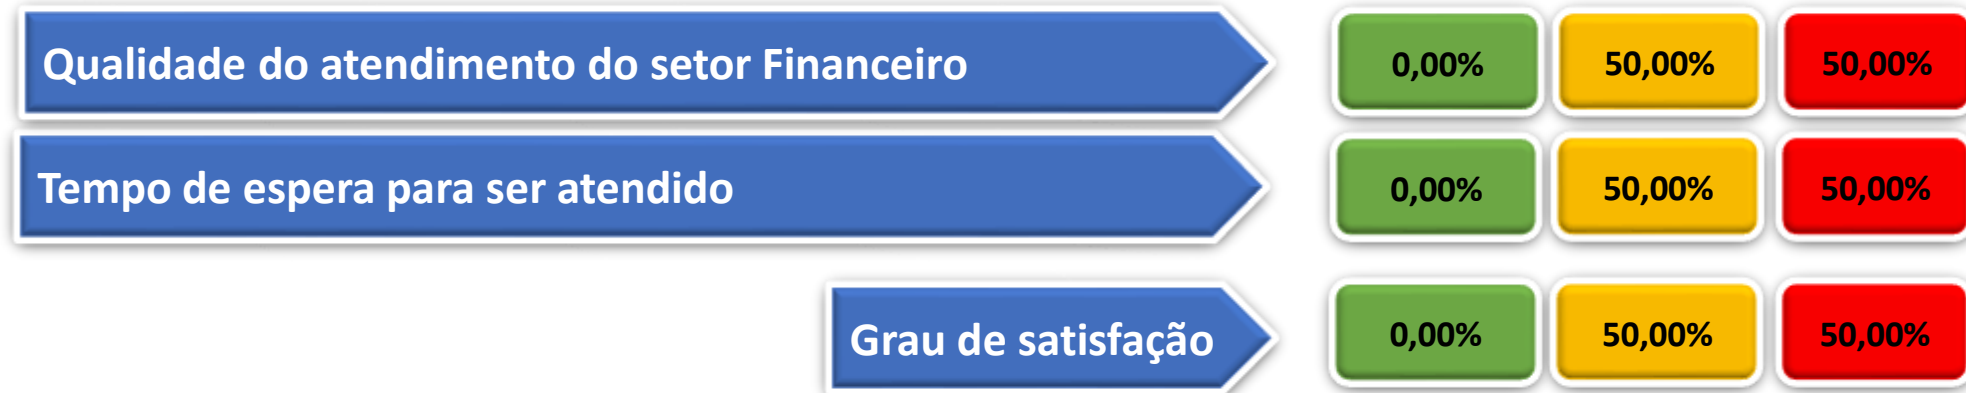 Qualidade do atendimento do setor Financeiro 0,00% 50,00% 50,00%
Tempo de espera para ser atendido 0,00% 50,00% 50,00%
Grau de satisfação 0,00% 50,00% 50,00%